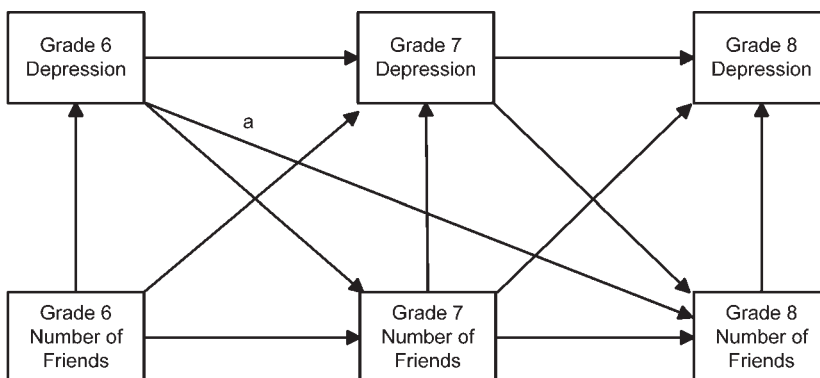 Grade 6
Depression
Grade 7
Depression
Grade 8
Depression
a
Grade 6
Number of
Friends
Grade 7
Number of
Friends
Grade 8
Number of
Friends